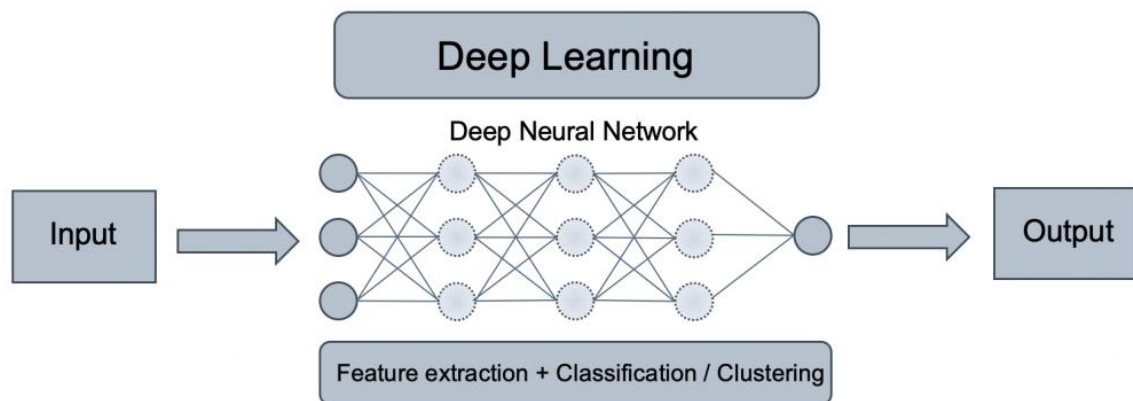 Deep Learning
Deep Neural Network
Input
Output
Feature extraction + Classification / Clustering